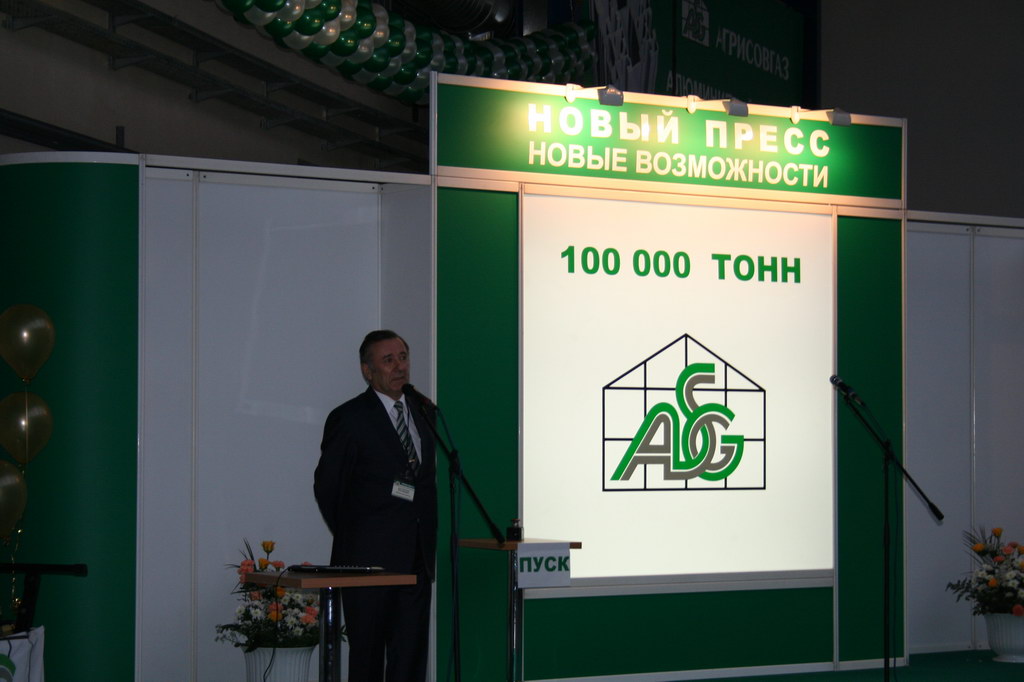 АГРИСОВГАЗ
НОВЫЙ ПРЕСС
НОВЫЕ ВОЗМОЖНОСТИ
100 000 ТОНН
ASG
ПУСК